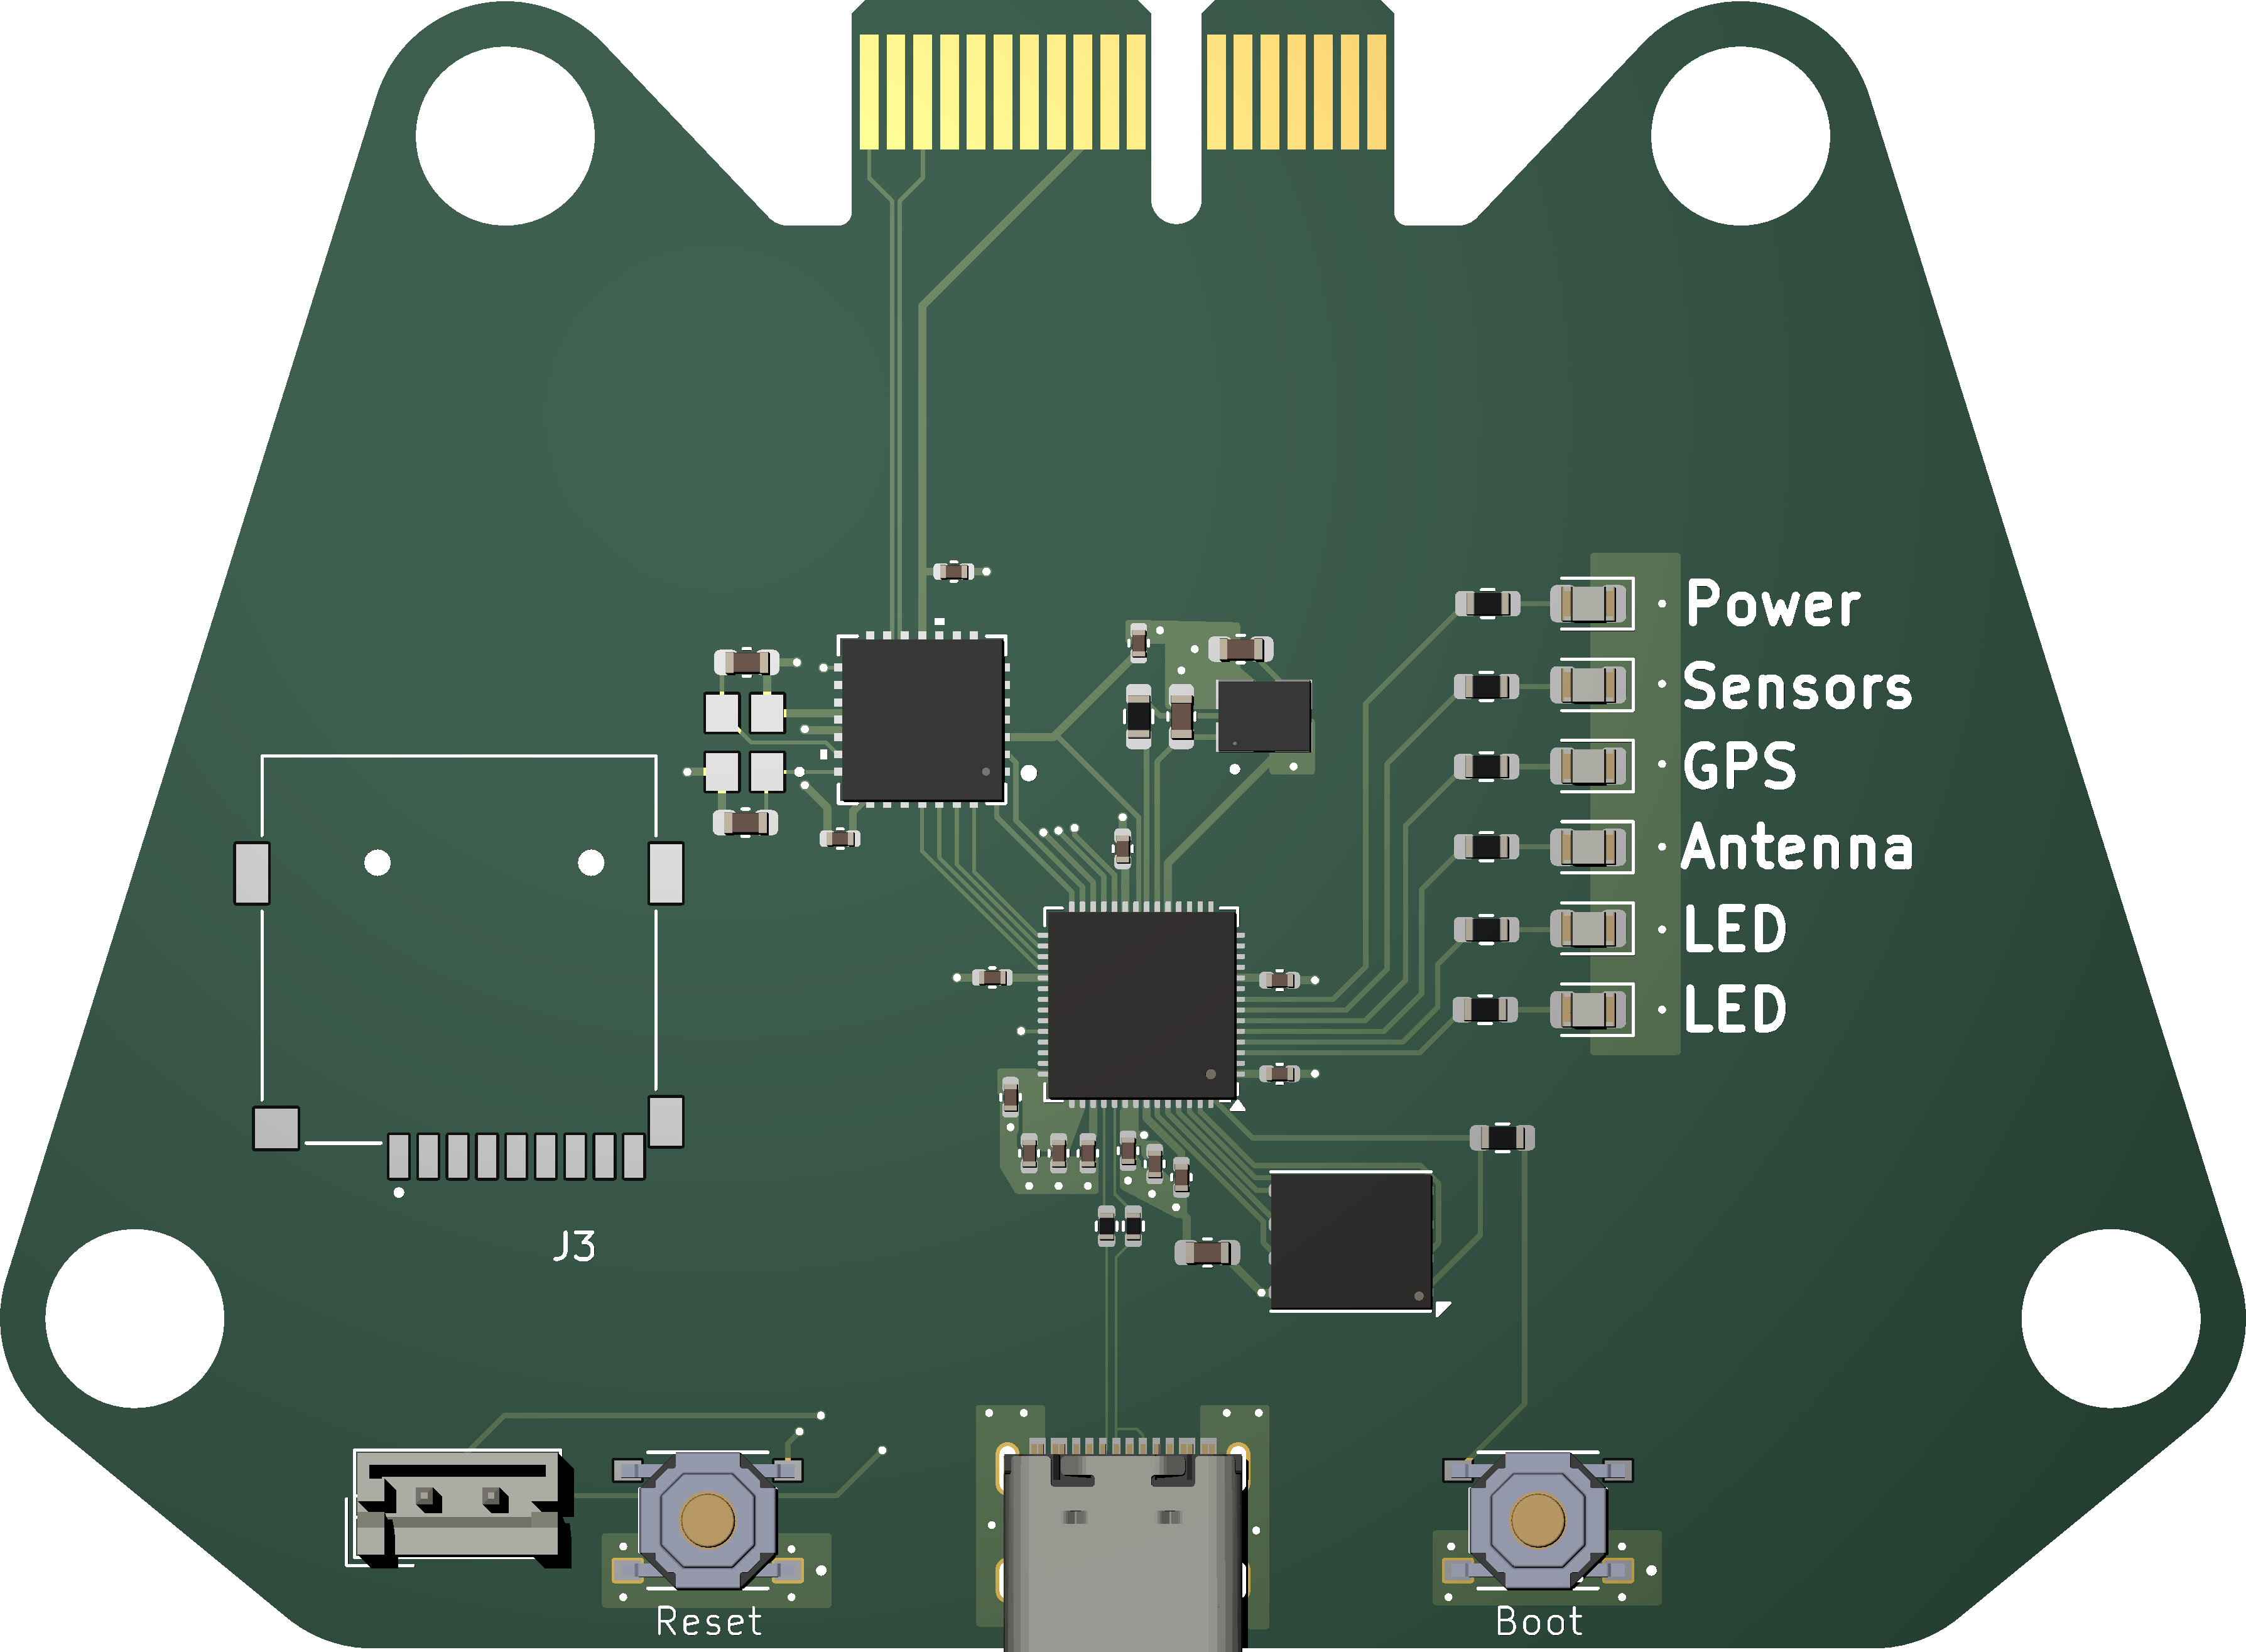 Power
Sensors
GPS
Antenna
LED
LED
J3
Reset
Boot